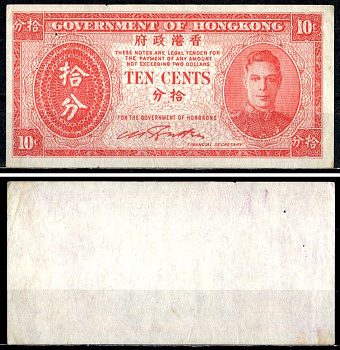 分拾 GOVERNMENT OF HONGKONG 10¢
府政港香
THESE NOTES ARE LEGAL TENDER FOR
THE PAYMENT OF ANY AMOUNT
NOT EXCEEDING TWO DOLLARS
TEN CENTS
分拾
拾分
FOR THE GOVERNMENT OF HONGKONG
FINANCIAL SECRETARY
10¢ 分拾